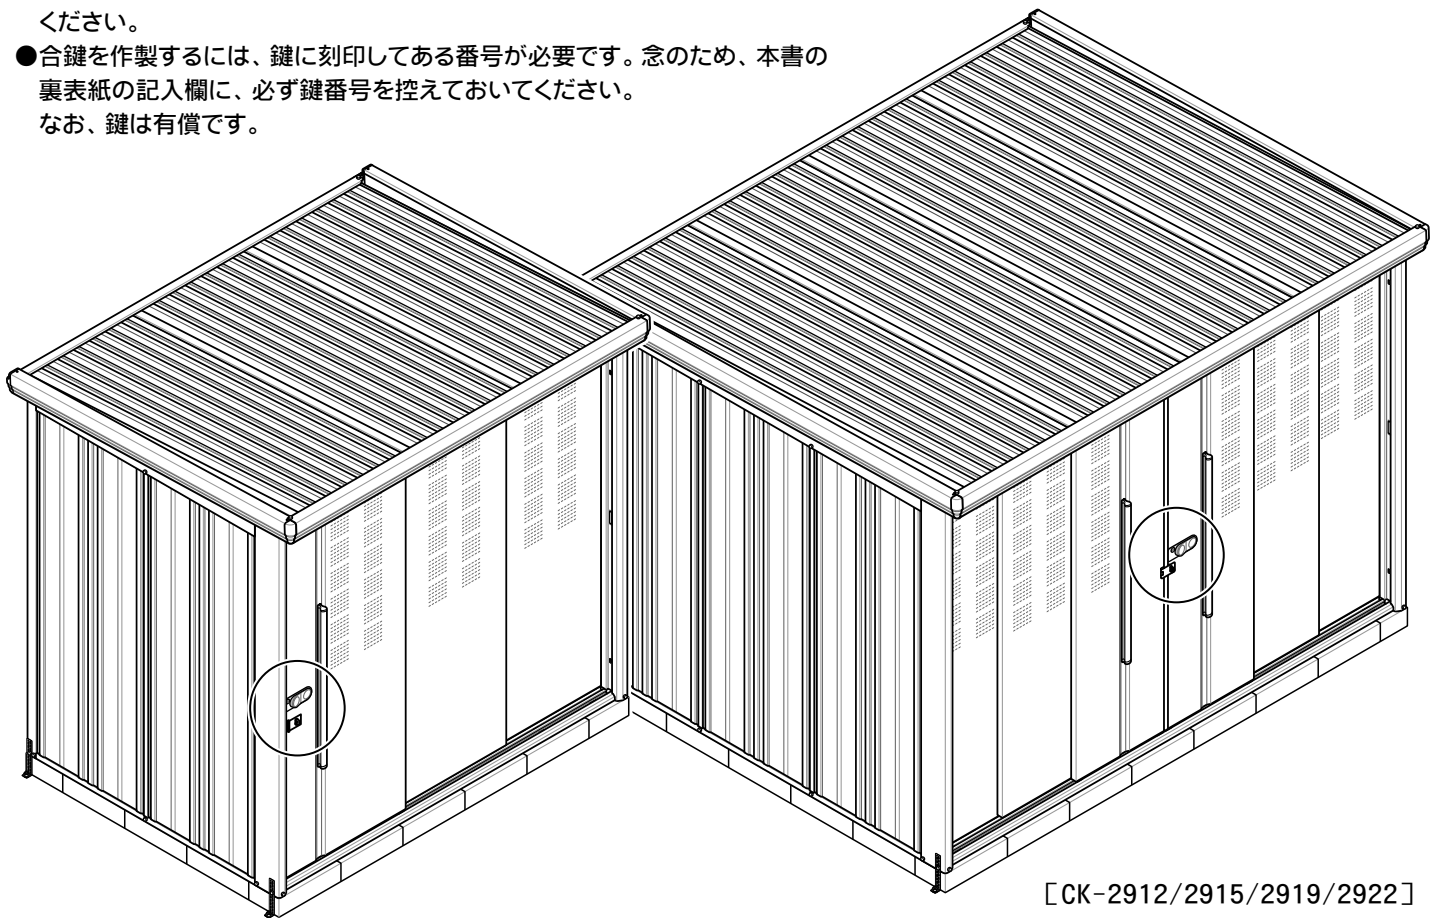 ください。
●合鍵を作製するには、鍵に刻印してある番号が必要です。念のため、本書の
裏表紙の記入欄に、必ず鍵番号を控えておいてください。
なお、鍵は有償です。
[CK-2912/2915/2919/2922]